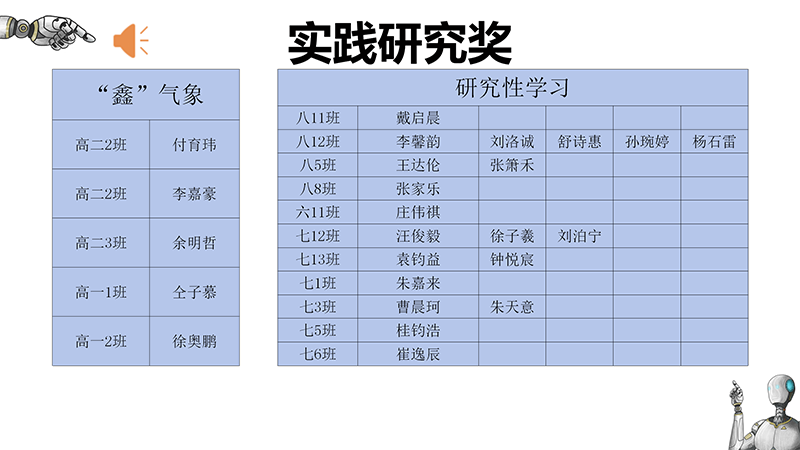 实践研究奖
“鑫”气象
高二2班 付育玮
高二2班 李嘉豪
高二3班 余明哲
高一1班 仝子慕
高一2班 徐奥鹏
研究性学习
八11班 戴启晨
八12班 李馨韵 刘洛诚 舒诗惠 孙琬婷 杨石雷
八5班 王达伦 张箫禾
八8班 张家乐
六11班 庄伟祺
七12班 汪俊毅 徐子羲 刘泊宁
七13班 袁钧益 钟悦宸
七1班 朱嘉来
七3班 曹晨珂 朱天意
七5班 桂钧浩
七6班 崔逸辰